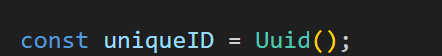 const uniqueID = Uuid();